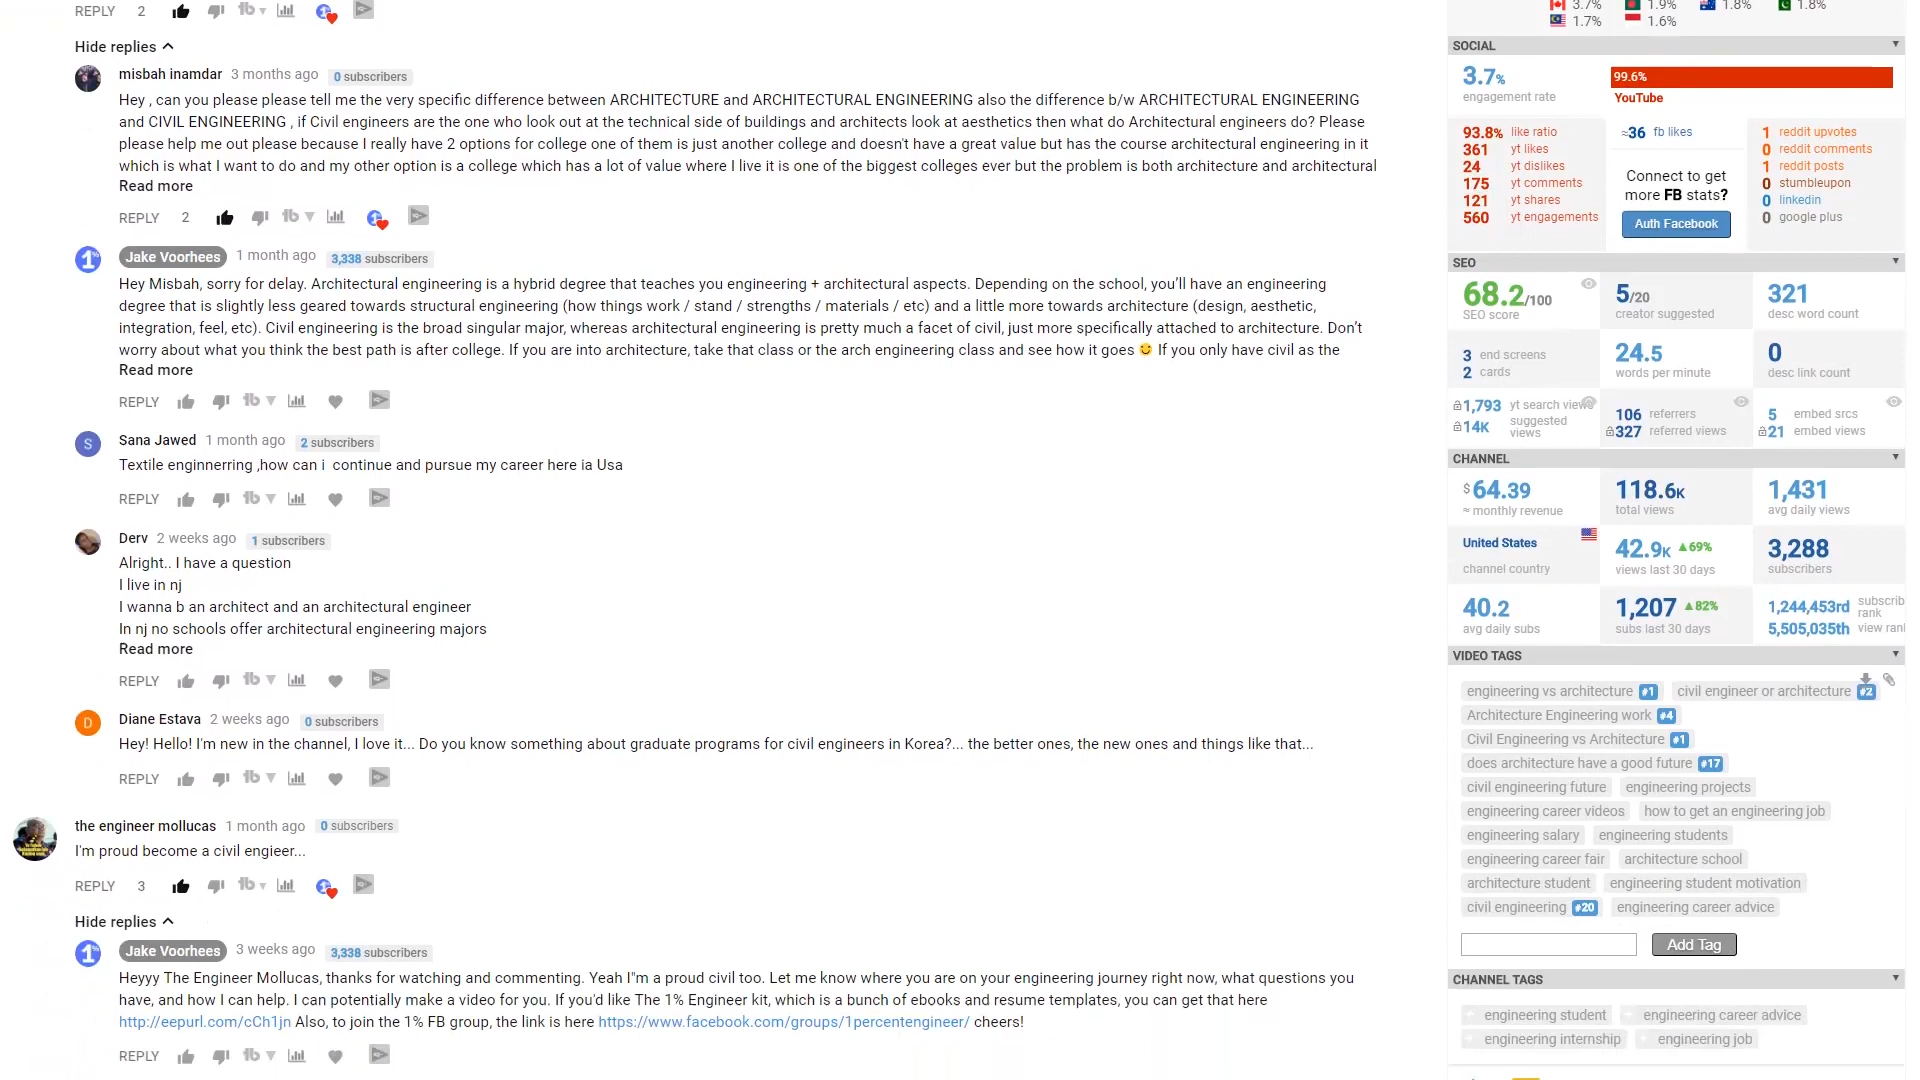 REPLY 2
Hide replies
misbah inamdar 3 months ago 0 subscribers
Hey , can you please please tell me the very specific difference between ARCHITECTURE and ARCHITECTURAL ENGINEERING also the difference b/w ARCHITECTURAL ENGINEERING
and CIVIL ENGINEERING , if Civil engineers are the one who look out at the technical side of buildings and architects look at aesthetics then what do Architectural engineers do? Please
please help me out please because I really have 2 options for college one of them is just another college and doesn't have a great value but has the course architectural engineering in it
which is what I want to do and my other option is a college which has a lot of value where I live it is one of the biggest colleges ever but the problem is both architecture and architectural
Read more
REPLY 2
Jake Voorhees 1 month ago 3,338 subscribers
Hey Misbah, sorry for delay. Architectural engineering is a hybrid degree that teaches you engineering + architectural aspects. Depending on the school, you’ll have an engineering
degree that is slightly less geared towards structural engineering (how things work / stand / strengths / materials / etc) and a little more towards architecture (design, aesthetic,
integration, feel, etc). Civil engineering is the broad singular major, whereas architectural engineering is pretty much a facet of civil, just more specifically attached to architecture. Don’t
worry about what you think the best path is after college. If you are into architecture, take that class or the arch engineering class and see how it goes If you only have civil as the
Read more
REPLY
S
Sana Jawed 1 month ago 2 subscribers
Textile enginnerring ,how can i continue and pursue my career here ia Usa
REPLY
Derv 2 weeks ago 1 subscribers
Alright.. I have a question
I live in nj
I wanna b an architect and an architectural engineer
In nj no schools offer architectural engineering majors
Read more
REPLY
D
Diane Estava 2 weeks ago 0 subscribers
Hey! Hello! I'm new in the channel, I love it... Do you know something about graduate programs for civil engineers in Korea?... the better ones, the new ones and things like that...
REPLY
the engineer mollucas 1 month ago 0 subscribers
I'm proud become a civil engieer...
REPLY 3
Hide replies
Jake Voorhees 3 weeks ago 3,338 subscribers
Heyyy The Engineer Mollucas, thanks for watching and commenting. Yeah I"m a proud civil too. Let me know where you are on your engineering journey right now, what questions you
have, and how I can help. I can potentially make a video for you. If you'd like The 1% Engineer kit, which is a bunch of ebooks and resume templates, you can get that here
http://eepurl.com/cCh1jn Also, to join the 1% FB group, the link is here https://www.facebook.com/groups/1percentengineer/ cheers!
REPLY
3.7% 1.9% 1.8% 1.8%
1.7% 1.6%
SOCIAL
3.7%
engagement rate
99.6%
YouTube
93.8% like ratio
361 yt likes
24 yt dislikes
175 yt comments
121 yt shares
560 yt engagements
≈36 fb likes
Connect to get
more FB stats?
Auth Facebook
1 reddit upvotes
0 reddit comments
1 reddit posts
0 stumbleupon
0 linkedin
0 google plus
SEO
68.2/100
SEO score
5/20
creator suggested
321
desc word count
3 end screens
2 cards
24.5
words per minute
0
desc link count
1,793 yt search views
14K suggested
views
106 referrers
327 referred views
5 embed srcs
21 embed views
CHANNEL
$64.39
≈ monthly revenue
118.6K
total views
1,431
avg daily views
United States
channel country
42.9K ▲69%
views last 30 days
3,288
subscribers
40.2
avg daily subs
1,207 ▲82%
subs last 30 days
1,244,453rd subscrib
rank
5,505,035th view ran
VIDEO TAGS
engineering vs architecture #1 civil engineer or architecture #2
Architecture Engineering work #4
Civil Engineering vs Architecture #1
does architecture have a good future #17
civil engineering future engineering projects
engineering career videos how to get an engineering job
engineering salary engineering students
engineering career fair architecture school
architecture student engineering student motivation
civil engineering #20 engineering career advice
Add Tag
CHANNEL TAGS
engineering student engineering career advice
engineering internship engineering job